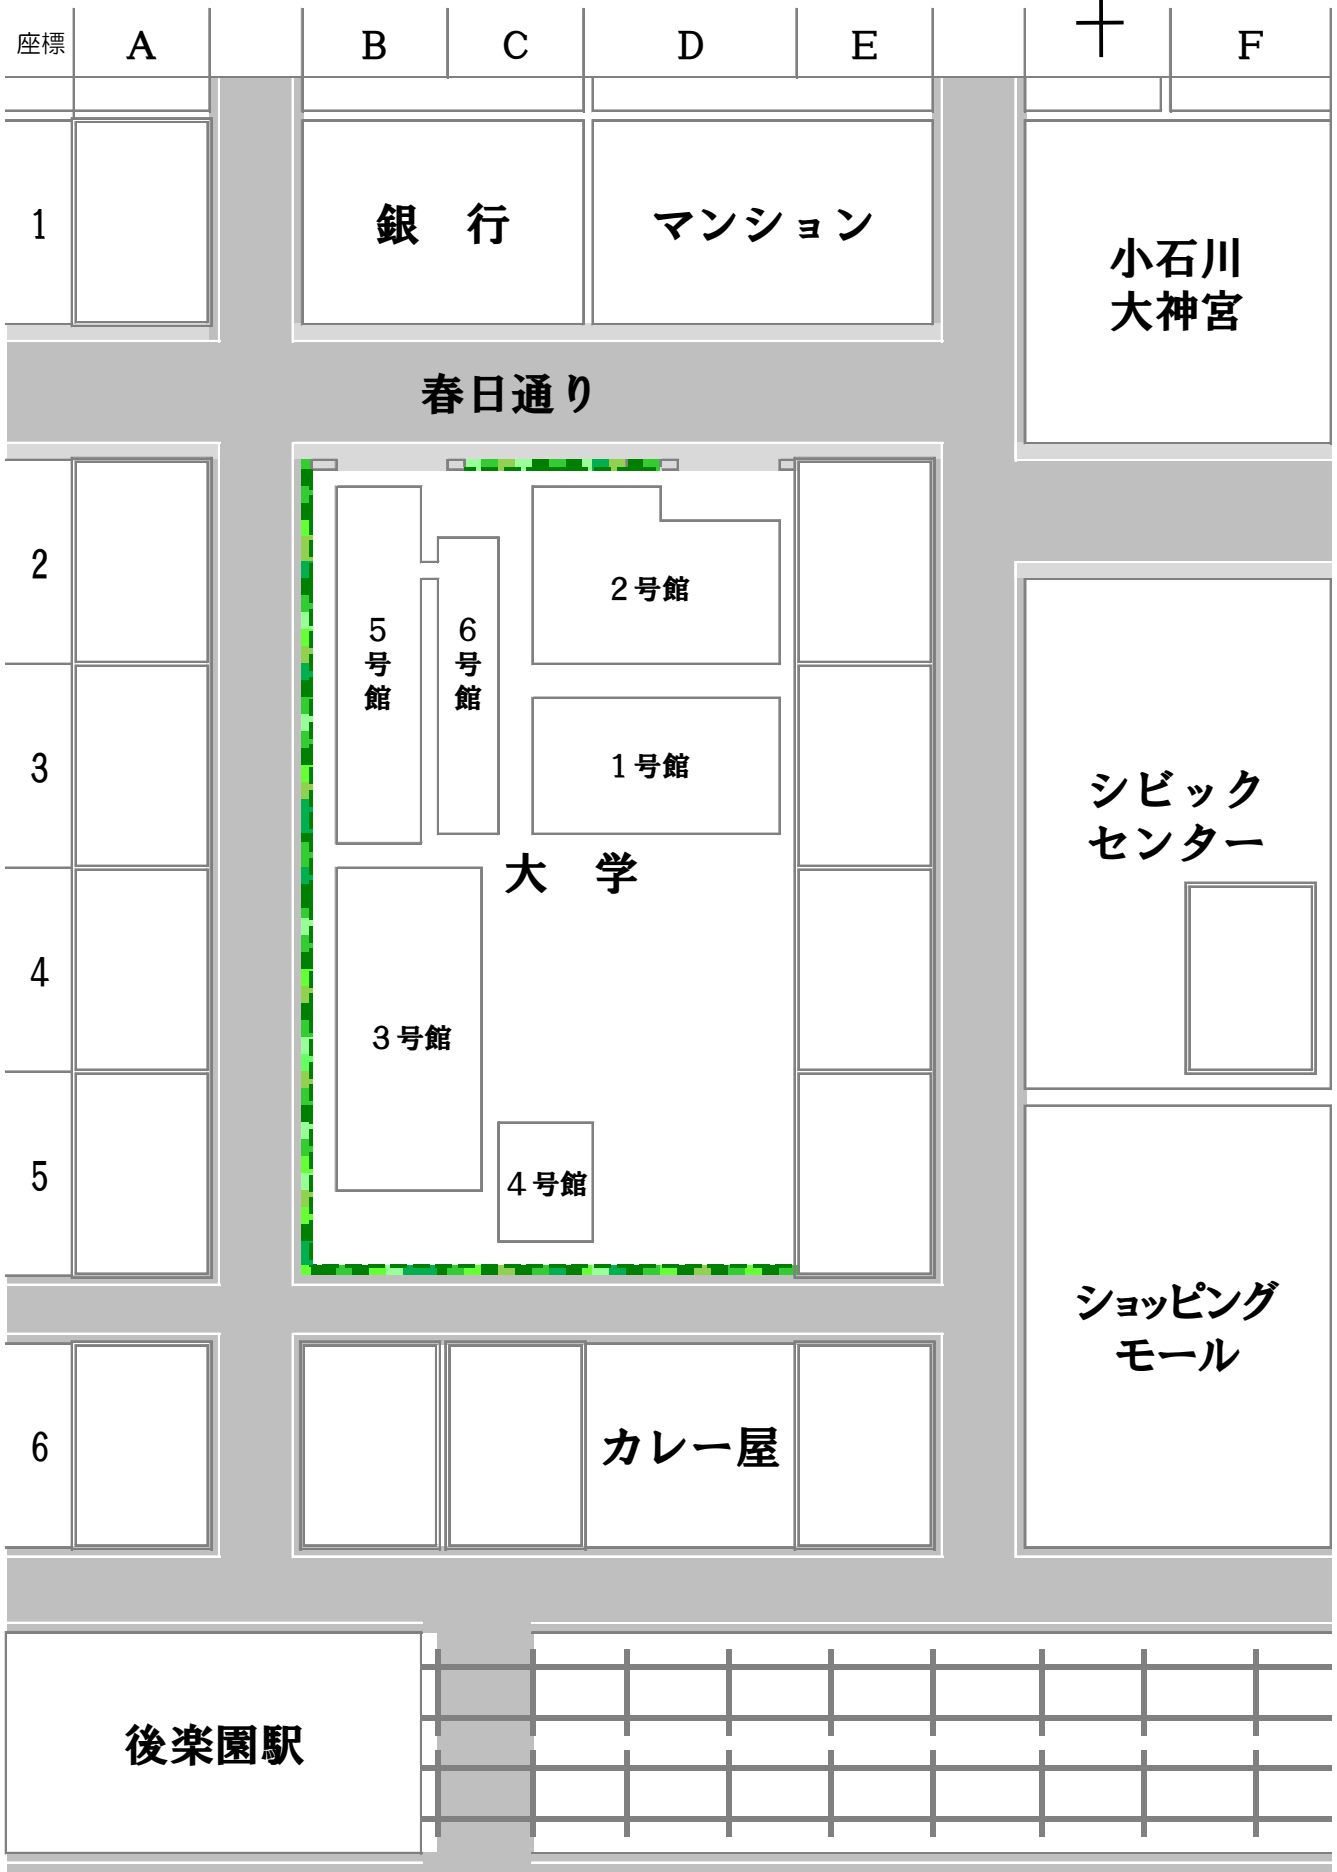 座標 A B C D E F
1
銀 行
マンション
小石川
大神宮
春日通り
2
2号館
5号館
6号館
3
1号館
シビック
センター
大 学
4
3号館
5
4号館
ショッピング
モール
6
カレー屋
後楽園駅